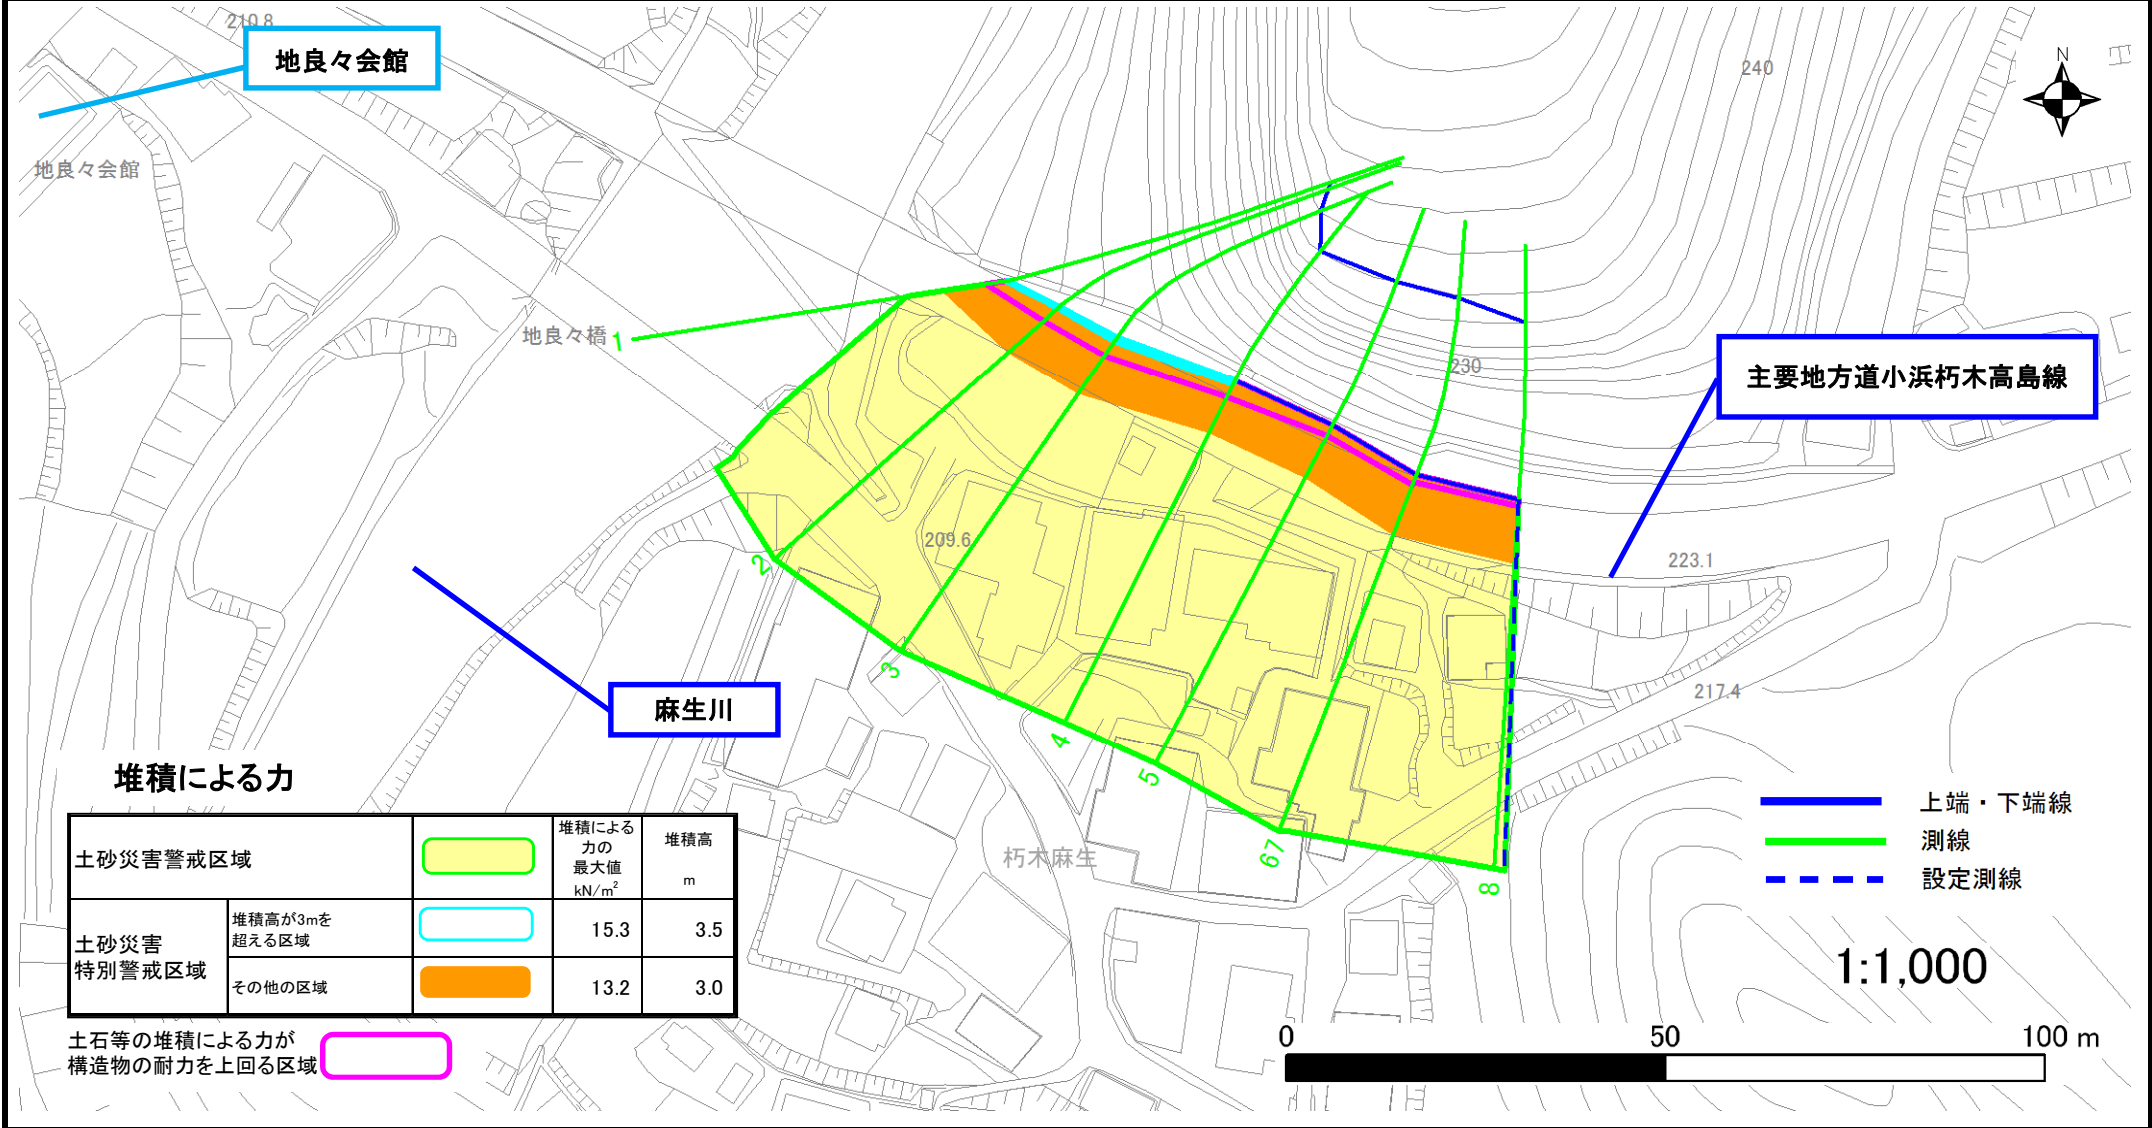 210.8
地良々会館
地良々会館
240
N
地良々橋
1
230
主要地方道小浜朽木高島線
209.6
223.1
2
3
217.4
麻生川
4
5
67
8
朽木麻生
堆積による力
土砂災害警戒区域
堆積による
力の
最大値
kN/m²
堆積高
m
土砂災害
特別警戒区域
堆積高が3mを
超える区域
15.3
3.5
その他の区域
13.2
3.0
土石等の堆積による力が
構造物の耐力を上回る区域
上端・下端線
測線
設定測線
1:1,000
0
50
100 m